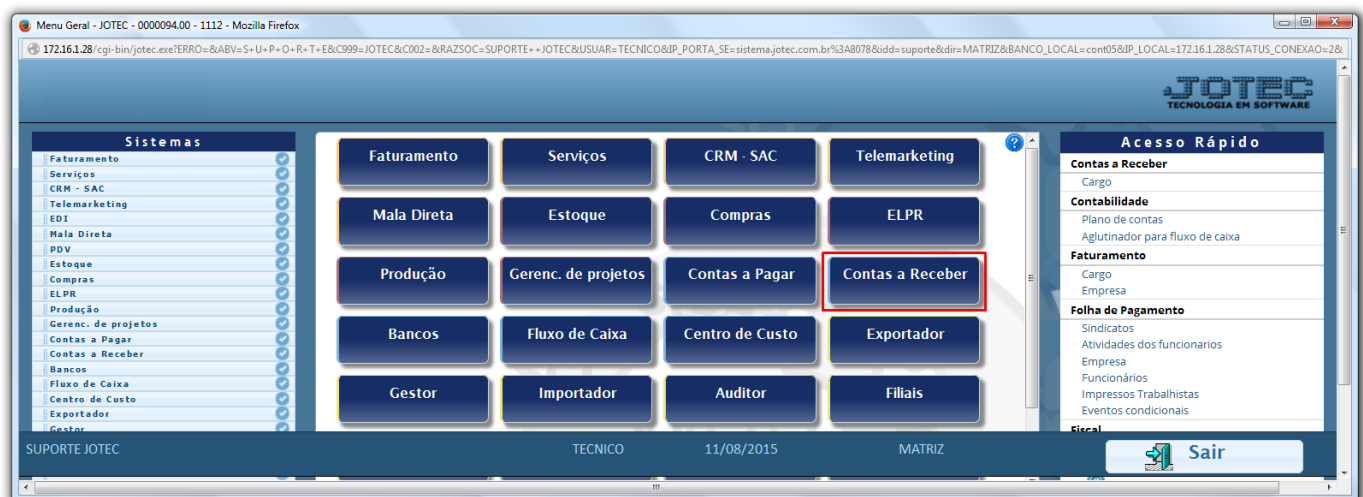 Menu Geral - JOTEC - 0000094.00 - 1112 - Mozilla Firefox
172.16.1.28/cgi-bin/jotec.exe?ERRO=&ABV=S+U+P+O+R+T+E&C999=JOTEC&C002=&RAZSOC=SUPORTE++JOTEC&USUAR=TECNICO&IP_PORTA_SE=sistema.jotec.com.br%3A8078&idd=suporte&dir=MATRIZ&BANCO_LOCAL=cont05&IP_LOCAL=172.16.1.28&STATUS_CONEXAO=2&
JOTEC
TECNOLOGIA EM SOFTWARE
Sistemas
Faturamento
Serviços
CRM - SAC
Telemarketing
EDI
Mala Direta
PDV
Estoque
Compras
ELPR
Produção
Gerenc. de projetos
Contas a Pagar
Contas a Receber
Bancos
Fluxo de Caixa
Centro de Custo
Exportador
Gestor
Faturamento Serviços CRM - SAC Telemarketing
Mala Direta Estoque Compras ELPR
Produção Gerenc. de projetos Contas a Pagar Contas a Receber
Bancos Fluxo de Caixa Centro de Custo Exportador
Gestor Importador Auditor Filiais
?
Acesso Rápido
Contas a Receber
Cargo
Contabilidade
Plano de contas
Aglutinador para fluxo de caixa
Faturamento
Cargo
Empresa
Folha de Pagamento
Sindicatos
Atividades dos funcionarios
Empresa
Funcionários
Impressos Trabalhistas
Eventos condicionais
Fiscal
SUPORTE JOTEC TECNICO 11/08/2015 MATRIZ Sair